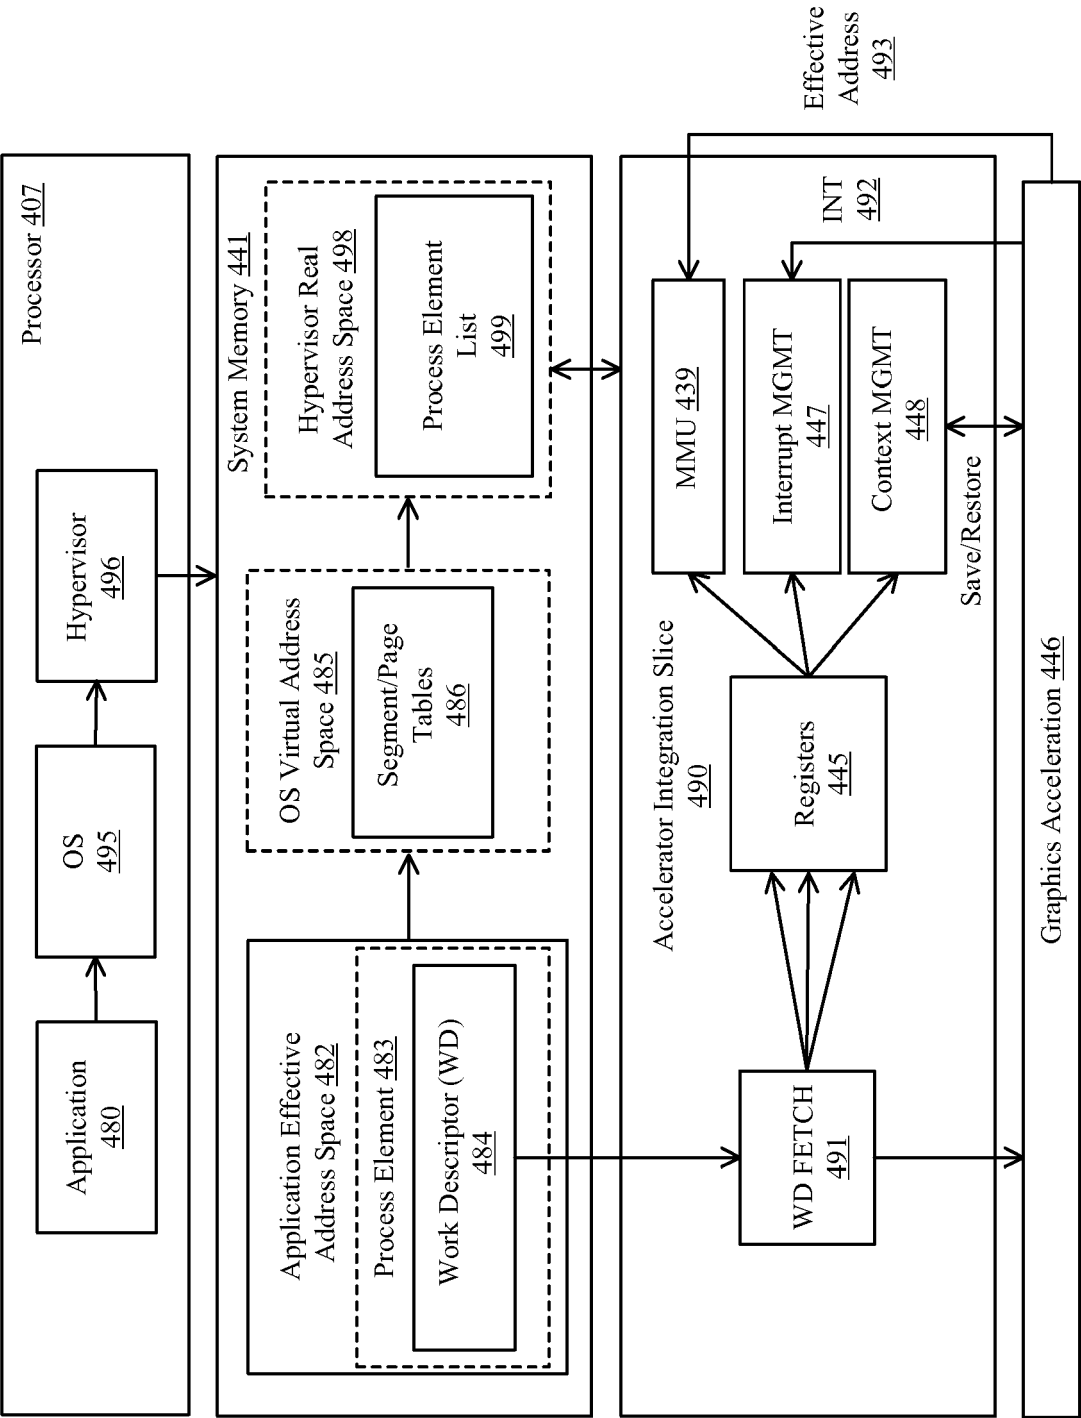 Processor 407
Application
480
OS
495
Hypervisor
496
System Memory 441
Application Effective
Address Space 482
Process Element 483
Work Descriptor (WD)
484
OS Virtual Address
Space 485
Segment/Page
Tables
486
Hypervisor Real
Address Space 498
Process Element
List
499
Accelerator Integration Slice
490
WD FETCH
491
Registers
445
MMU 439
Interrupt MGMT
447
Context MGMT
448
Save/Restore
INT
492
Effective
Address
493
Graphics Acceleration 446